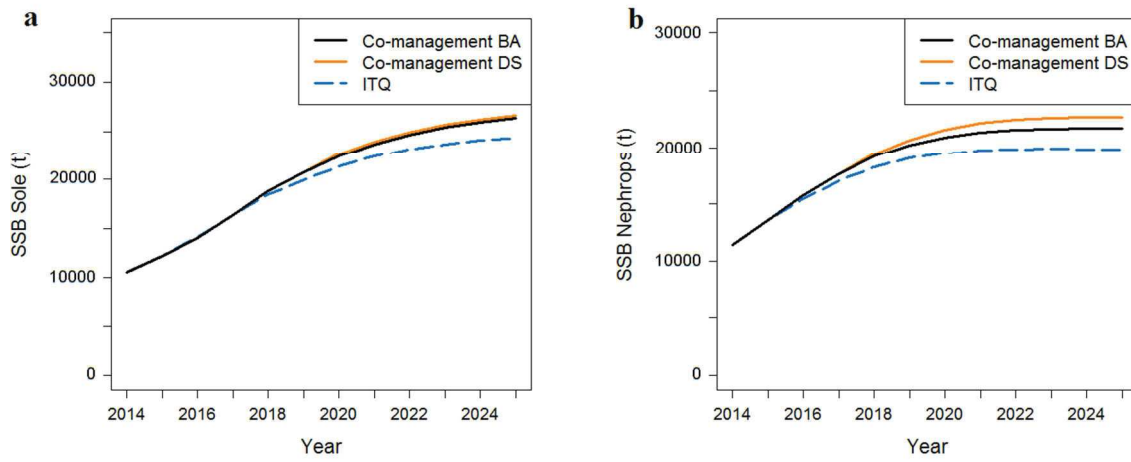 a
Co-management BA
Co-management DS
ITQ
30000
20000
10000
0
SSB Sole (t)
2014 2016 2018 2020 2022 2024
Year
b
Co-management BA
Co-management DS
ITQ
30000
20000
10000
0
SSB Nephrops (t)
2014 2016 2018 2020 2022 2024
Year